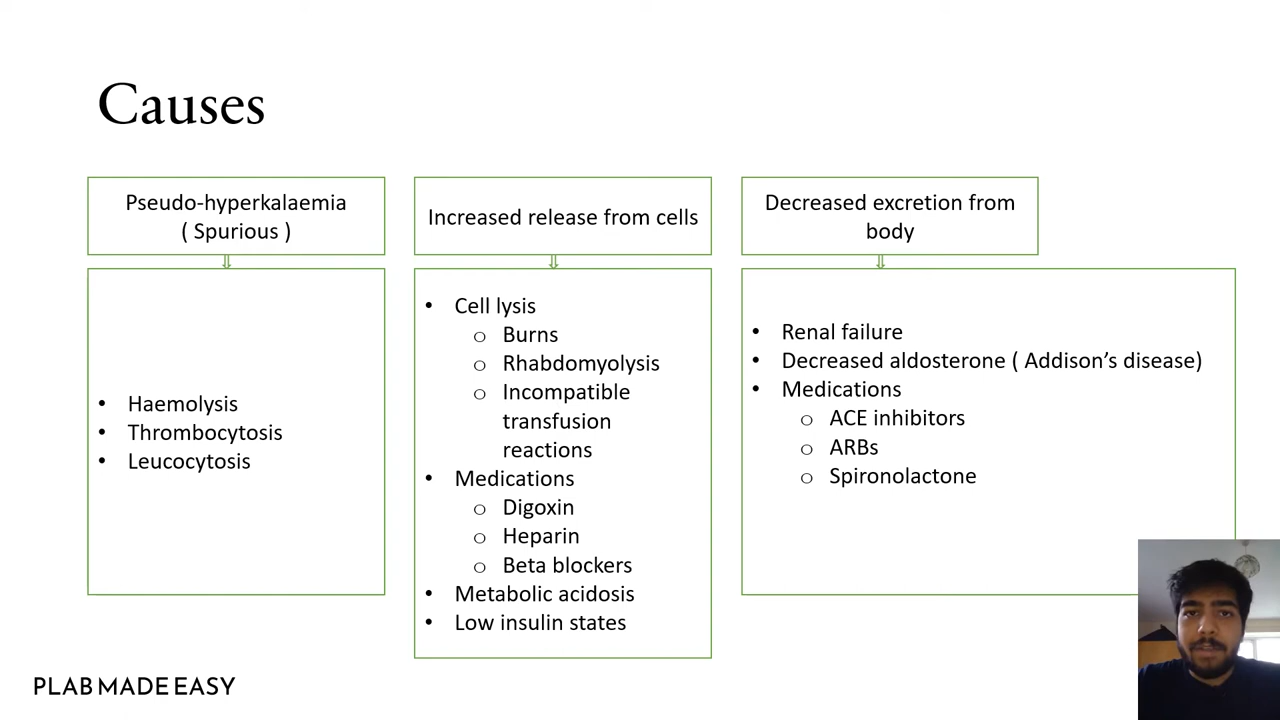 Causes
Pseudo-hyperkalaemia
( Spurious )
Haemolysis
Thrombocytosis
Leucocytosis
Increased release from cells
Cell lysis
Burns
Rhabdomyolysis
Incompatible
transfusion
reactions
Medications
Digoxin
Heparin
Beta blockers
Metabolic acidosis
Low insulin states
Decreased excretion from
body
Renal failure
Decreased aldosterone ( Addison’s disease)
Medications
ACE inhibitors
ARBs
Spironolactone
PLAB MADE EASY